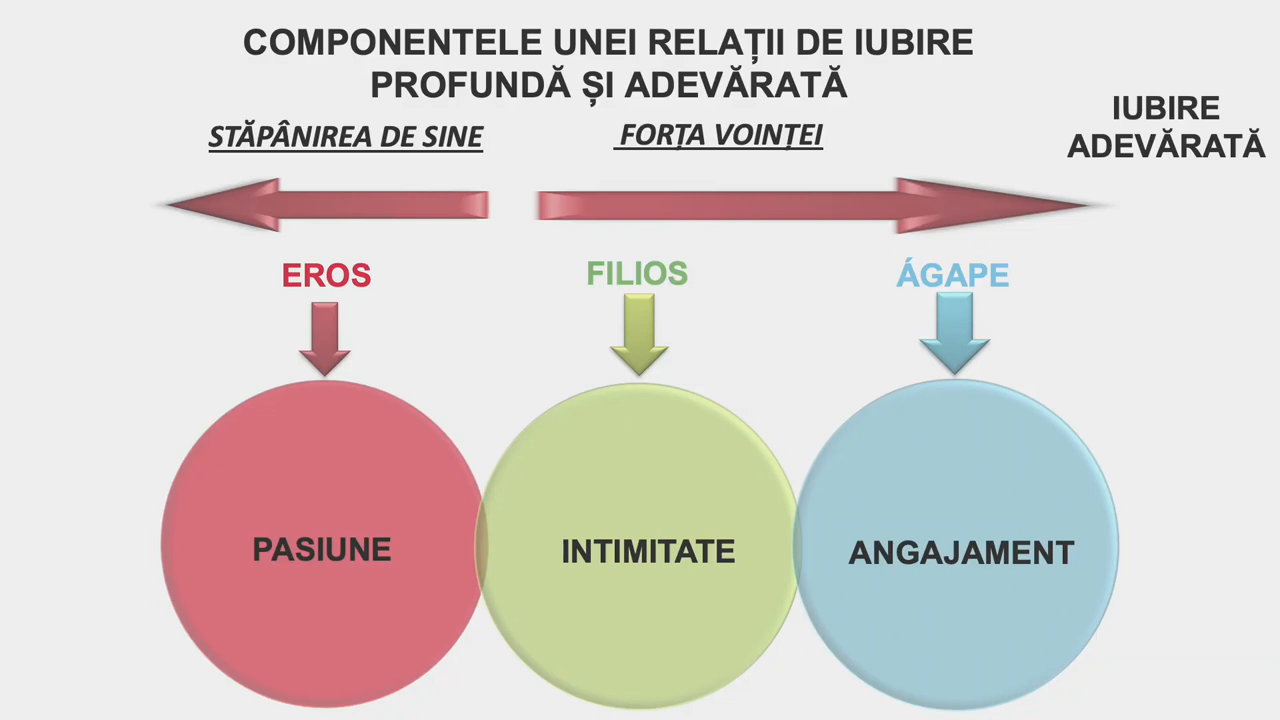 COMPONENTELE UNEI RELAȚII DE IUBIRE
PROFUNDĂ ȘI ADEVĂRATĂ
IUBIRE
ADEVĂRATĂ
STĂPÂNIREA DE SINE
FORȚA VOINȚEI
EROS
FILIOS
ÁGAPE
PASIUNE
INTIMITATE
ANGAJAMENT